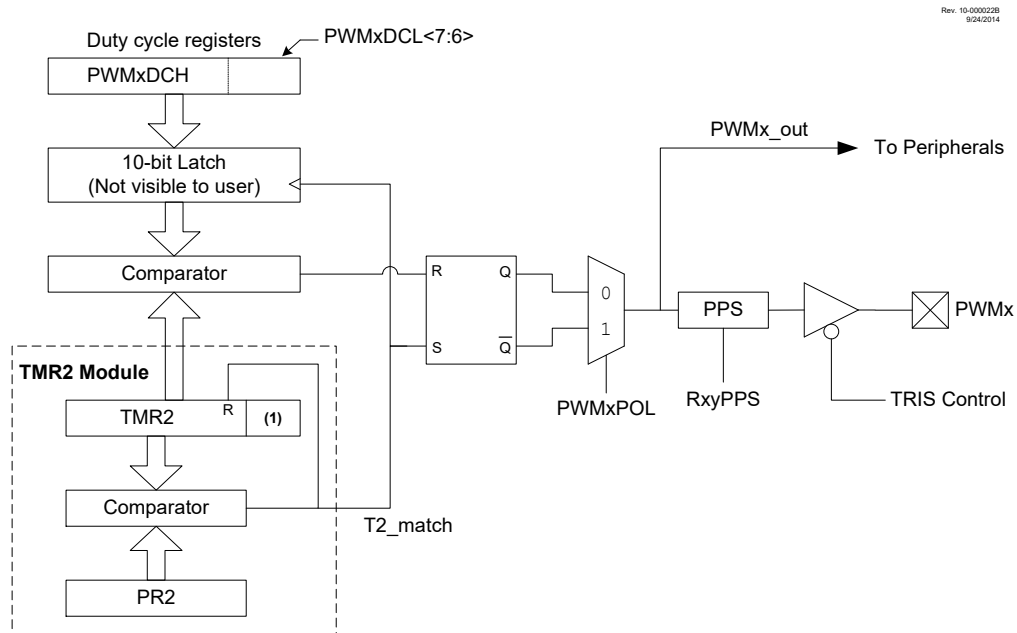 Rev. 10-000022B
9/24/2014
Duty cycle registers
PWMxDCL<7:6>
PWMxDCH
10-bit Latch
(Not visible to user)
Comparator
R
Q
S
Q
0
1
PWMx_out
To Peripherals
PPS
PWMx
PWMxPOL
RxyPPS
TRIS Control
TMR2 Module
R
TMR2
(1)
Comparator
T2_match
PR2